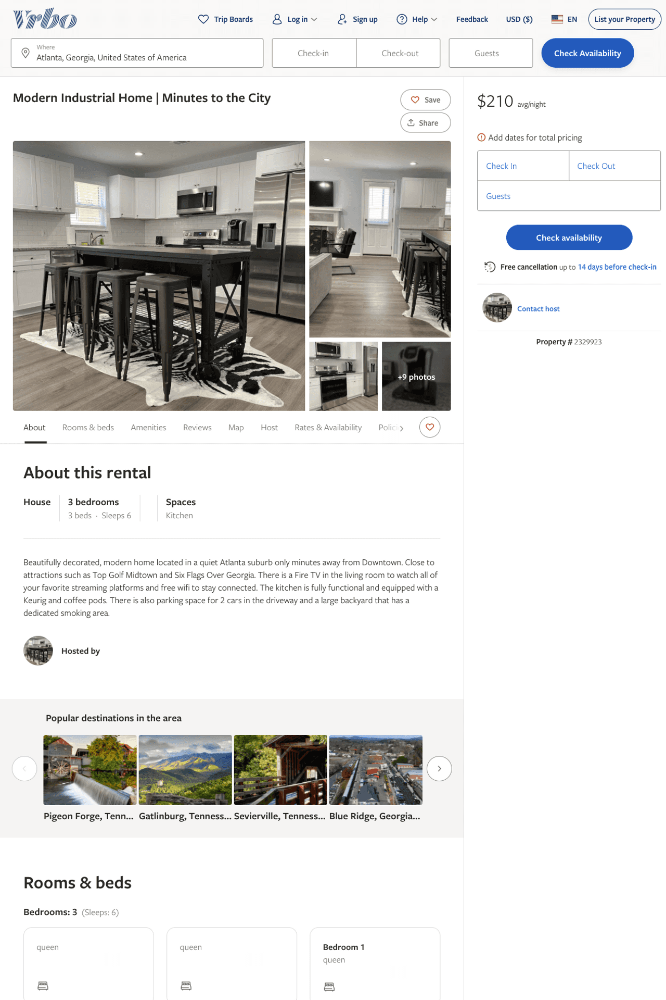 Vrbo
Trip Boards
Log in
Sign up
Help
Feedback
USD ($)
EN
List your Property
Where
Atlanta, Georgia, United States of America
Check-in
Check-out
Guests
Check Availability
Modern Industrial Home | Minutes to the City
Save
Share
$210 avg/night
Add dates for total pricing
Check In
Check Out
Guests
Check availability
Free cancellation up to 14 days before check-in
Contact host
Property # 2329923
+9 photos
About
Rooms & beds
Amenities
Reviews
Map
Host
Rates & Availability
Polici
About this rental
House
3 bedrooms
3 beds · Sleeps 6
Spaces
Kitchen
Beautifully decorated, modern home located in a quiet Atlanta suburb only minutes away from Downtown. Close to
attractions such as Top Golf Midtown and Six Flags Over Georgia. There is a Fire TV in the living room to watch all of
your favorite streaming platforms and free wifi to stay connected. The kitchen is fully functional and equipped with a
Keurig and coffee pods. There is also parking space for 2 cars in the driveway and a large backyard that has a
dedicated smoking area.
Hosted by
Popular destinations in the area
Pigeon Forge, Tenn...
Gatlinburg, Tenness...
Sevierville, Tenness...
Blue Ridge, Georgia...
Rooms & beds
Bedrooms: 3 (Sleeps: 6)
queen
queen
Bedroom 1
queen